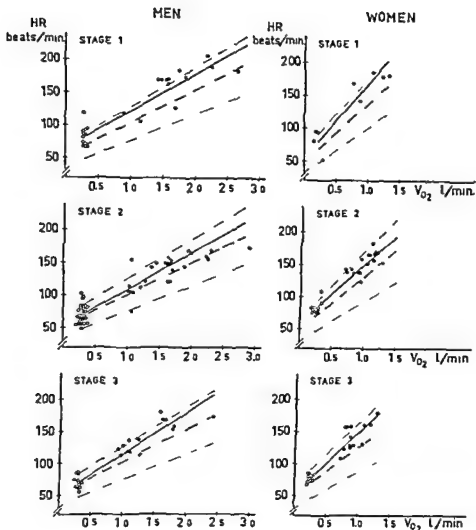 MEN
WOMEN
HR
beats/min.
STAGE 1
200
150
100
50
0.5 1.0 1.5 2.0 2.5 3.0
HR
beats/min.
STAGE 1
200
150
100
50
0.5 1.0 1.5 V̇O2 l/min.
STAGE 2
200
150
100
50
0.5 1.0 1.5 2.0 2.5 3.0
STAGE 2
200
150
100
50
0.5 1.0 1.5 V̇O2 l/min.
STAGE 3
200
150
100
50
0.5 1.0 1.5 2.0 2.5
STAGE 3
200
150
100
50
0.5 1.0 1.5 V̇O2 l/min